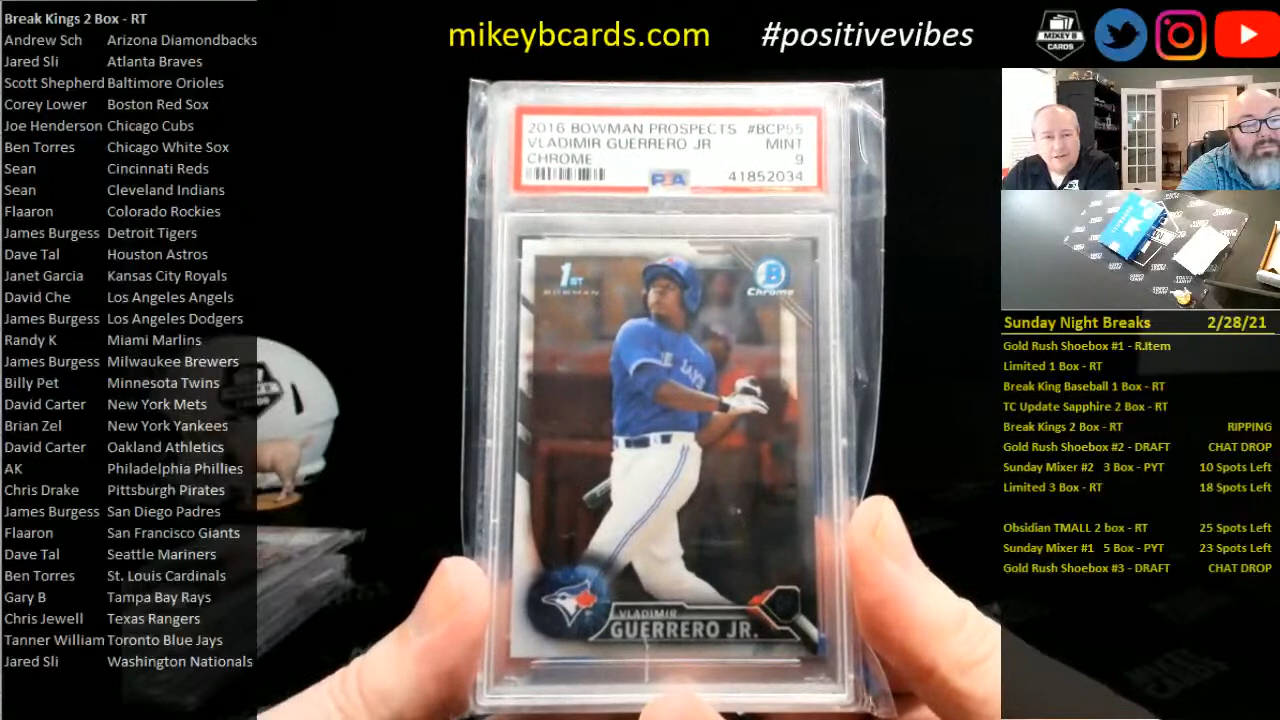 Break Kings 2 Box - RT
Andrew Sch Arizona Diamondbacks
Jared Sli Atlanta Braves
Scott Shepherd Baltimore Orioles
Corey Lower Boston Red Sox
Joe Henderson Chicago Cubs
Ben Torres Chicago White Sox
Sean Cincinnati Reds
Sean Cleveland Indians
Flaaron Colorado Rockies
James Burgess Detroit Tigers
Dave Tal Houston Astros
Janet Garcia Kansas City Royals
David Che Los Angeles Angels
James Burgess Los Angeles Dodgers
Randy K Miami Marlins
James Burgess Milwaukee Brewers
Billy Pet Minnesota Twins
David Carter New York Mets
Brian Zel New York Yankees
David Carter Oakland Athletics
AK Philadelphia Phillies
Chris Drake Pittsburgh Pirates
James Burgess San Diego Padres
Flaaron San Francisco Giants
Dave Tal Seattle Mariners
Ben Torres St. Louis Cardinals
Gary B Tampa Bay Rays
Chris Jewell Texas Rangers
Tanner William Toronto Blue Jays
Jared Sli Washington Nationals
mikeybcards.com #positivevibes
MIKEY B
CARDS
2016 BOWMAN PROSPECTS #BCP55
VLADIMIR GUERRERO JR MINT
CHROME 9
PSA 41852034
1ST
BOWMAN
B
Chrome
BLUE JAYS
VLADIMIR
GUERRERO JR.
Sunday Night Breaks 2/28/21
Gold Rush Shoebox #1 - R.Item
Limited 1 Box - RT
Break King Baseball 1 Box - RT
TC Update Sapphire 2 Box - RT
Break Kings 2 Box - RT RIPPING
Gold Rush Shoebox #2 - DRAFT CHAT DROP
Sunday Mixer #2 3 Box - PYT 10 Spots Left
Limited 3 Box - RT 18 Spots Left
Obsidian TMALL 2 box - RT 25 Spots Left
Sunday Mixer #1 5 Box - PYT 23 Spots Left
Gold Rush Shoebox #3 - DRAFT CHAT DROP